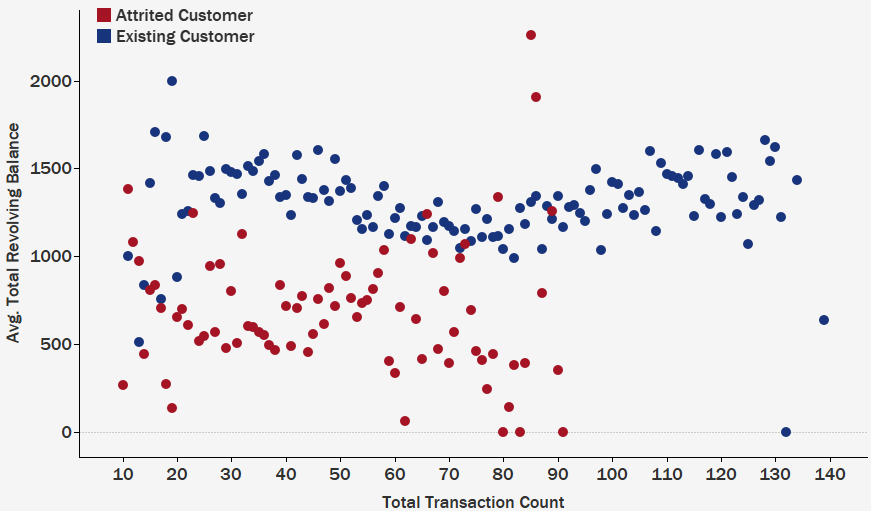 Attrited Customer
Existing Customer
Avg. Total Revolving Balance
2000
1500
1000
500
0
10 20 30 40 50 60 70 80 90 100 110 120 130 140
Total Transaction Count